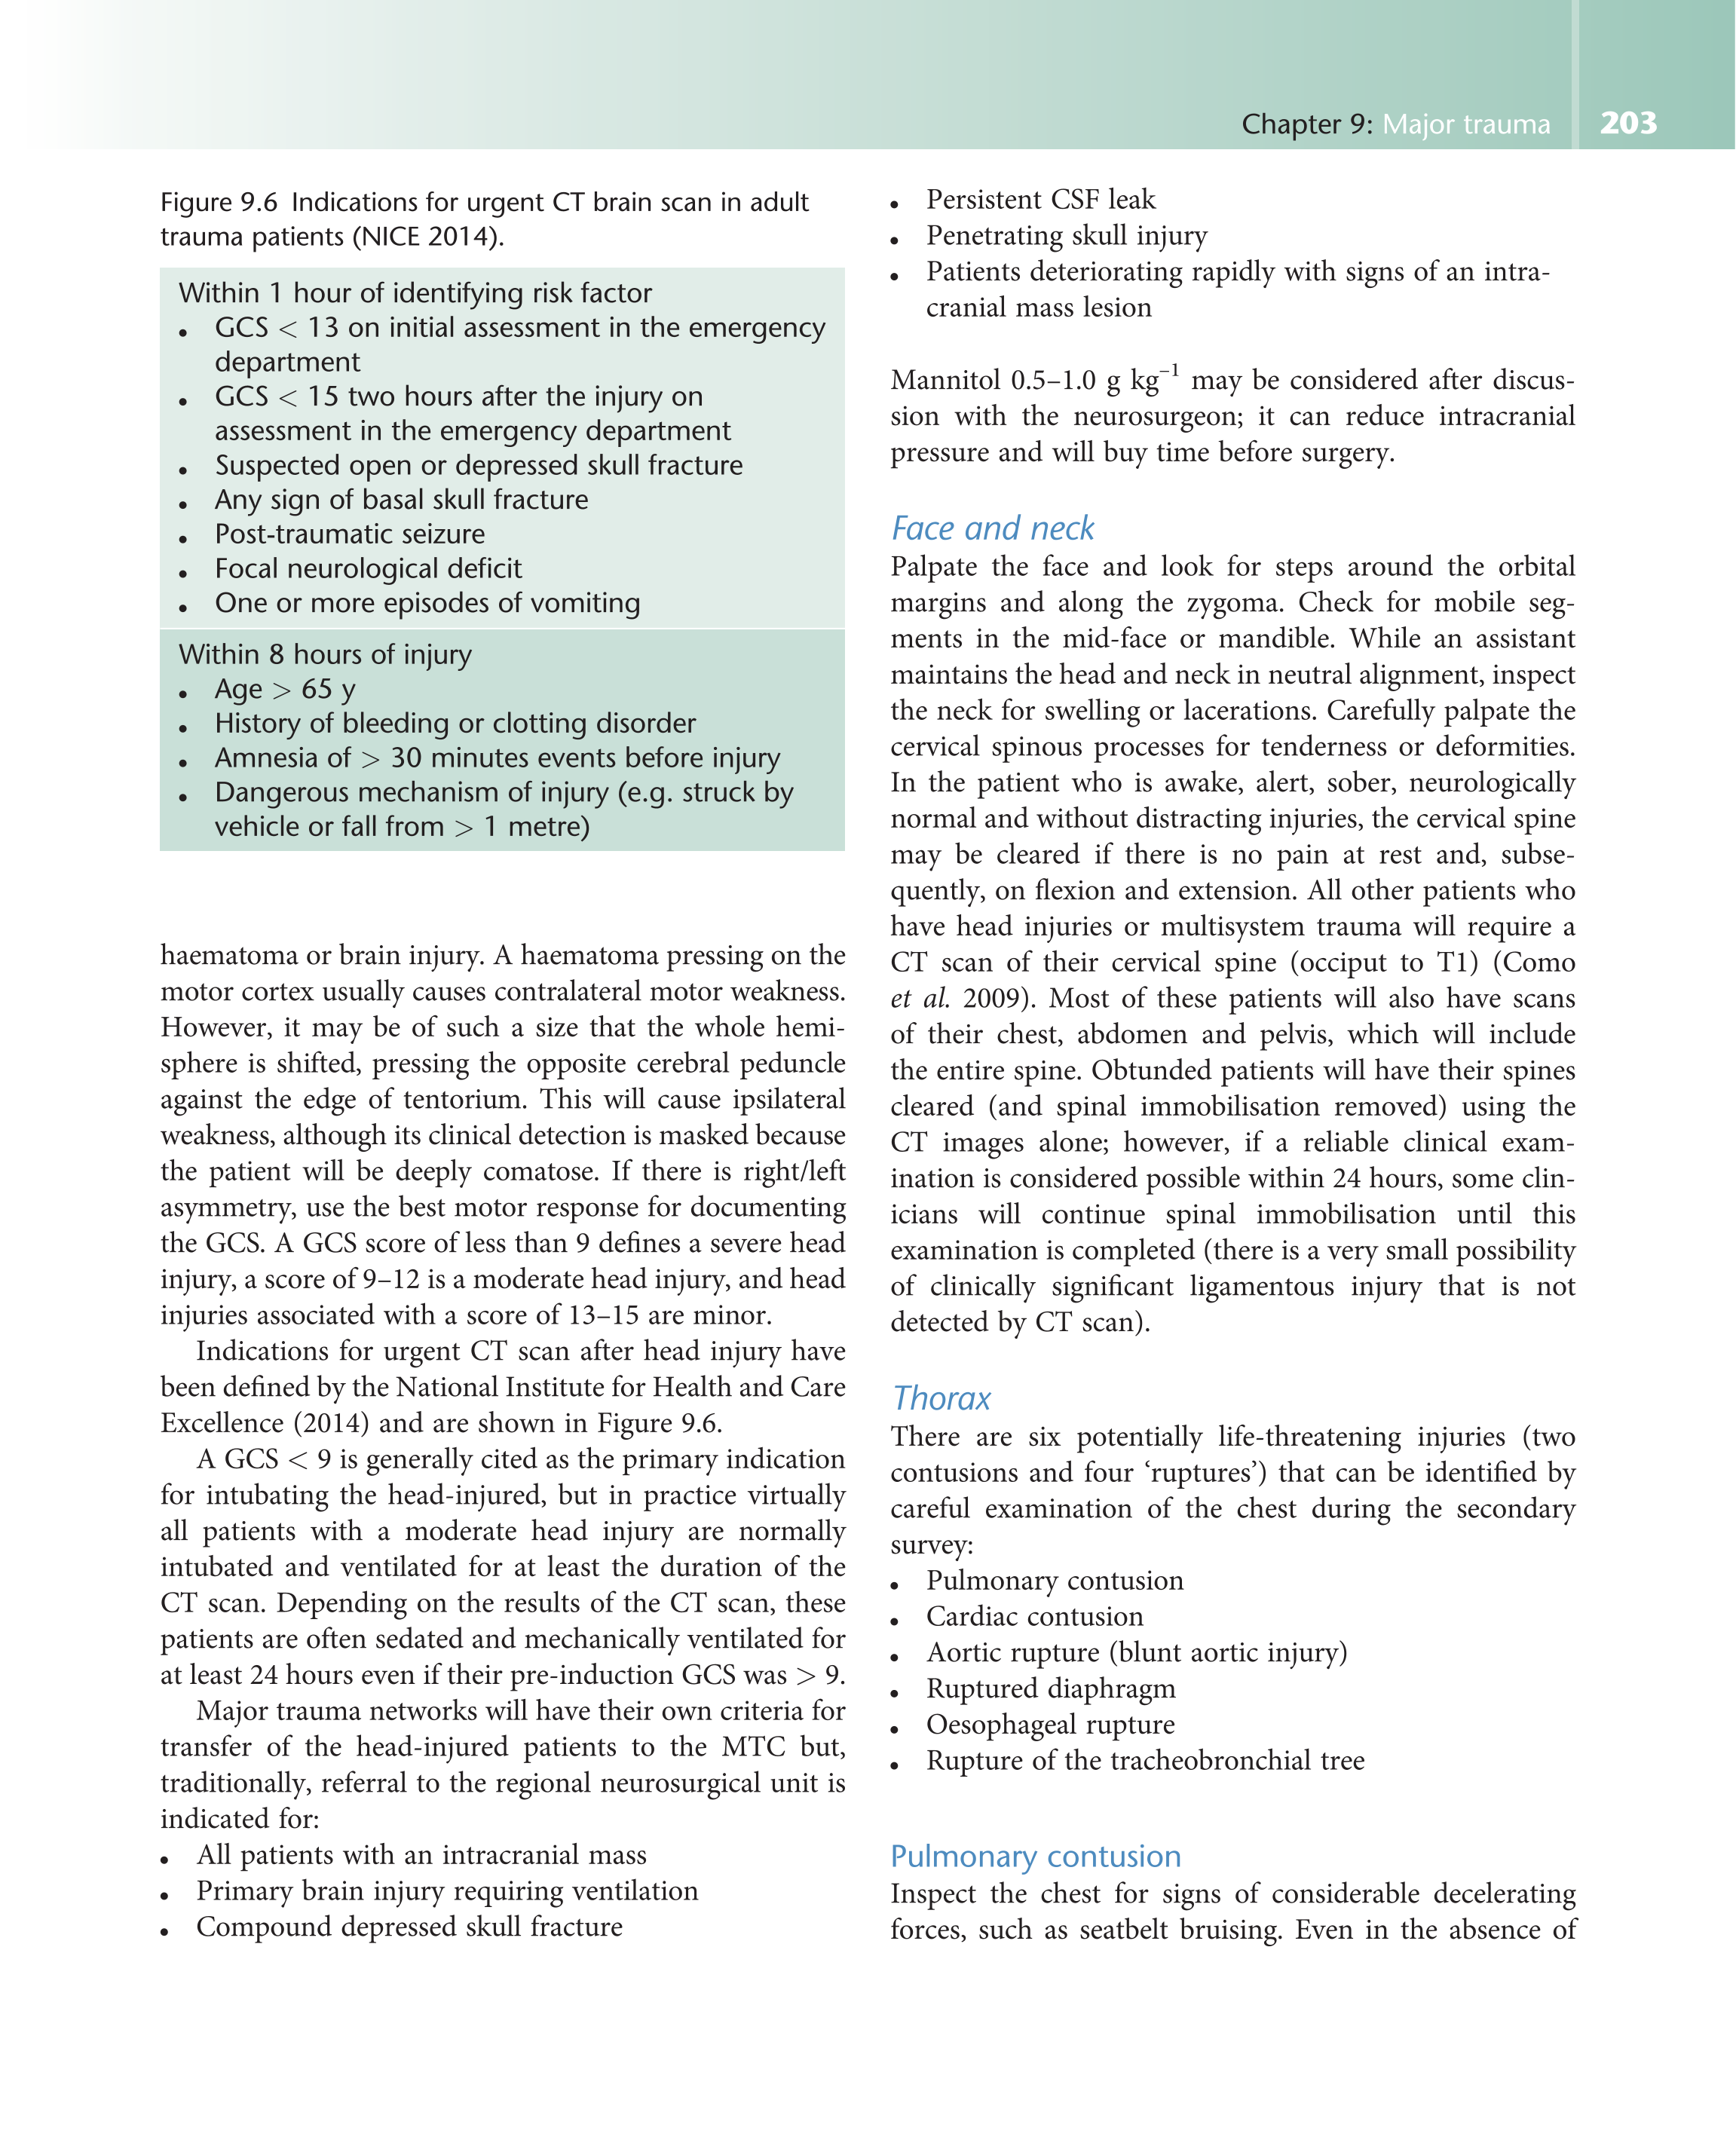 Chapter 9: Major trauma 203
Figure 9.6 Indications for urgent CT brain scan in adult
trauma patients (NICE 2014).
Within 1 hour of identifying risk factor
• GCS < 13 on initial assessment in the emergency
department
• GCS < 15 two hours after the injury on
assessment in the emergency department
• Suspected open or depressed skull fracture
• Any sign of basal skull fracture
• Post-traumatic seizure
• Focal neurological deficit
• One or more episodes of vomiting
Within 8 hours of injury
• Age > 65 y
• History of bleeding or clotting disorder
• Amnesia of > 30 minutes events before injury
• Dangerous mechanism of injury (e.g. struck by
vehicle or fall from > 1 metre)
haematoma or brain injury. A haematoma pressing on the
motor cortex usually causes contralateral motor weakness.
However, it may be of such a size that the whole hemi-
sphere is shifted, pressing the opposite cerebral peduncle
against the edge of tentorium. This will cause ipsilateral
weakness, although its clinical detection is masked because
the patient will be deeply comatose. If there is right/left
asymmetry, use the best motor response for documenting
the GCS. A GCS score of less than 9 defines a severe head
injury, a score of 9–12 is a moderate head injury, and head
injuries associated with a score of 13–15 are minor.
Indications for urgent CT scan after head injury have
been defined by the National Institute for Health and Care
Excellence (2014) and are shown in Figure 9.6.
A GCS < 9 is generally cited as the primary indication
for intubating the head-injured, but in practice virtually
all patients with a moderate head injury are normally
intubated and ventilated for at least the duration of the
CT scan. Depending on the results of the CT scan, these
patients are often sedated and mechanically ventilated for
at least 24 hours even if their pre-induction GCS was > 9.
Major trauma networks will have their own criteria for
transfer of the head-injured patients to the MTC but,
traditionally, referral to the regional neurosurgical unit is
indicated for:
• All patients with an intracranial mass
• Primary brain injury requiring ventilation
• Compound depressed skull fracture
• Persistent CSF leak
• Penetrating skull injury
• Patients deteriorating rapidly with signs of an intra-
cranial mass lesion
Mannitol 0.5–1.0 g kg⁻¹ may be considered after discus-
sion with the neurosurgeon; it can reduce intracranial
pressure and will buy time before surgery.
Face and neck
Palpate the face and look for steps around the orbital
margins and along the zygoma. Check for mobile seg-
ments in the mid-face or mandible. While an assistant
maintains the head and neck in neutral alignment, inspect
the neck for swelling or lacerations. Carefully palpate the
cervical spinous processes for tenderness or deformities.
In the patient who is awake, alert, sober, neurologically
normal and without distracting injuries, the cervical spine
may be cleared if there is no pain at rest and, subse-
quently, on flexion and extension. All other patients who
have head injuries or multisystem trauma will require a
CT scan of their cervical spine (occiput to T1) (Como
et al. 2009). Most of these patients will also have scans
of their chest, abdomen and pelvis, which will include
the entire spine. Obtunded patients will have their spines
cleared (and spinal immobilisation removed) using the
CT images alone; however, if a reliable clinical exam-
ination is considered possible within 24 hours, some clin-
icians will continue spinal immobilisation until this
examination is completed (there is a very small possibility
of clinically significant ligamentous injury that is not
detected by CT scan).
Thorax
There are six potentially life-threatening injuries (two
contusions and four ‘ruptures’) that can be identified by
careful examination of the chest during the secondary
survey:
• Pulmonary contusion
• Cardiac contusion
• Aortic rupture (blunt aortic injury)
• Ruptured diaphragm
• Oesophageal rupture
• Rupture of the tracheobronchial tree
Pulmonary contusion
Inspect the chest for signs of considerable decelerating
forces, such as seatbelt bruising. Even in the absence of